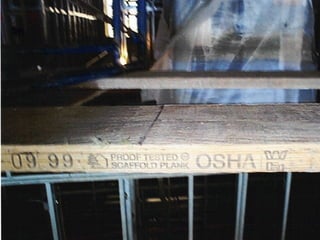 09 99 PROOF TESTED ® OSHA W
SCAFFOLD PLANK